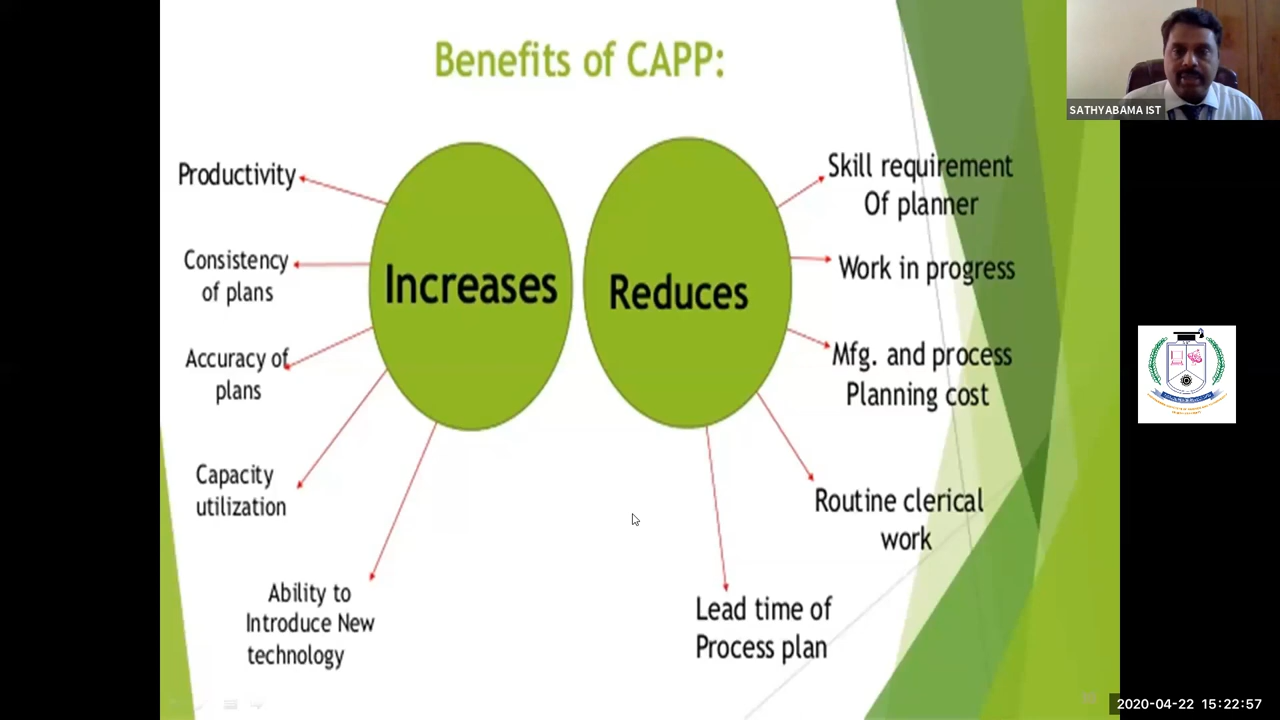 Benefits of CAPP:
Productivity
Consistency
of plans
Accuracy of
plans
Capacity
utilization
Ability to
Introduce New
technology
Increases
Reduces
Skill requirement
Of planner
Work in progress
Mfg. and process
Planning cost
Routine clerical
work
Lead time of
Process plan
SATHYABAMA IST
2020-04-22 15:22:57